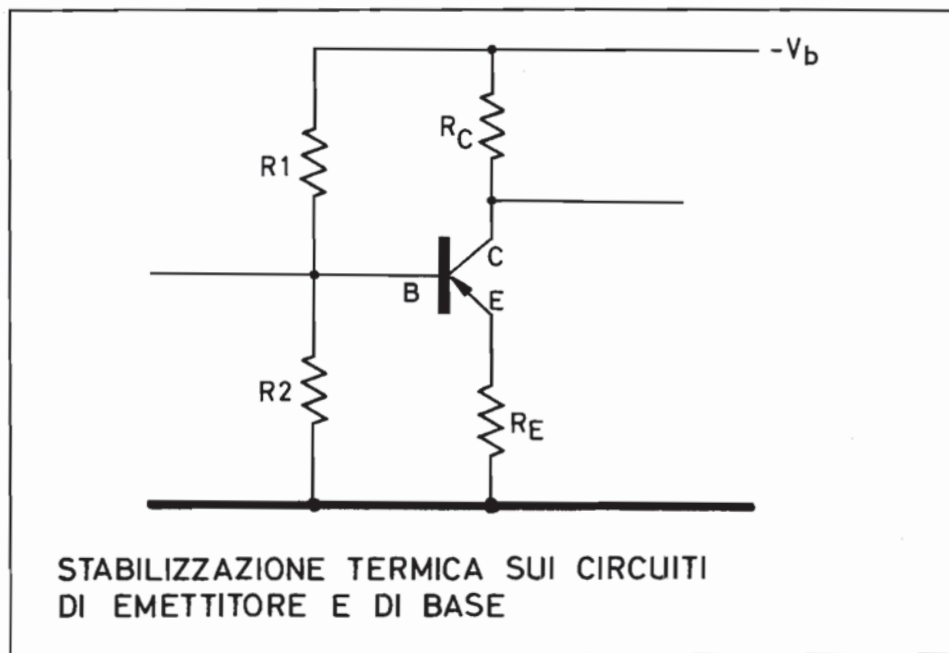 -Vb
RC
R1
C
B
E
R2
RE
STABILIZZAZIONE TERMICA SUI CIRCUITI
DI EMETTITORE E DI BASE